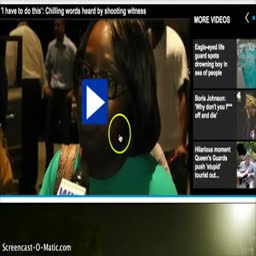 'I have to do this': Chilling words heard by shooting witness
MORE VIDEOS
Eagle-eyed life
guard spots
drowning boy in
sea of people
Boris Johnson:
'Why don't you f**
off and die'
Hilarious moment
Queen's Guards
push 'stupid'
tourist out...
Screencast-O-Matic.com